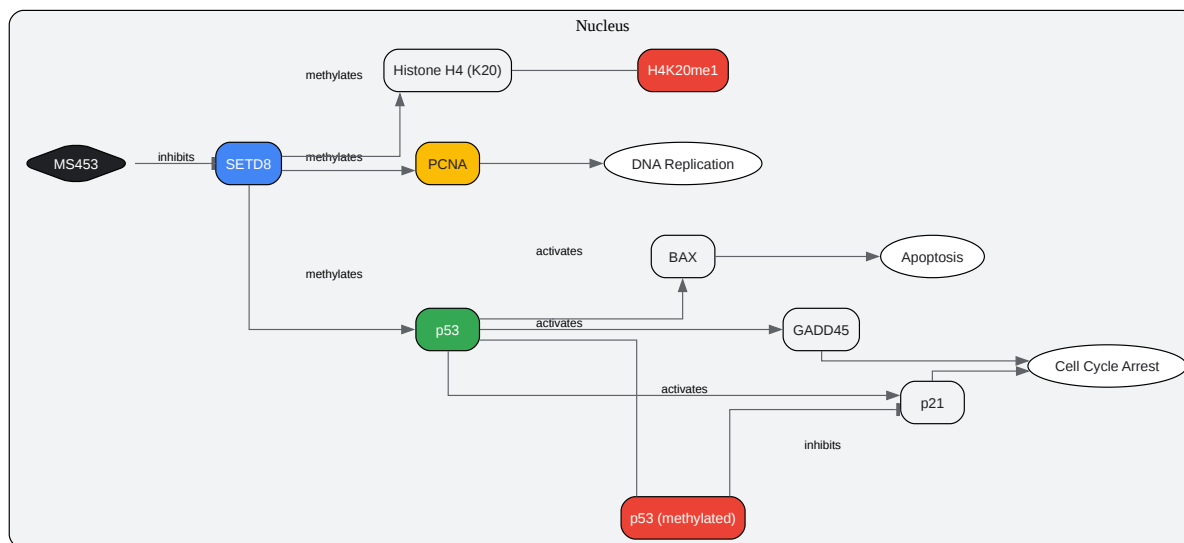 Nucleus
Histone H4 (K20)
H4K20me1
methylates
MS453
inhibits
SETD8
methylates
PCNA
DNA Replication
activates
BAX
Apoptosis
methylates
p53
activates
GADD45
Cell Cycle Arrest
activates
p21
inhibits
p53 (methylated)